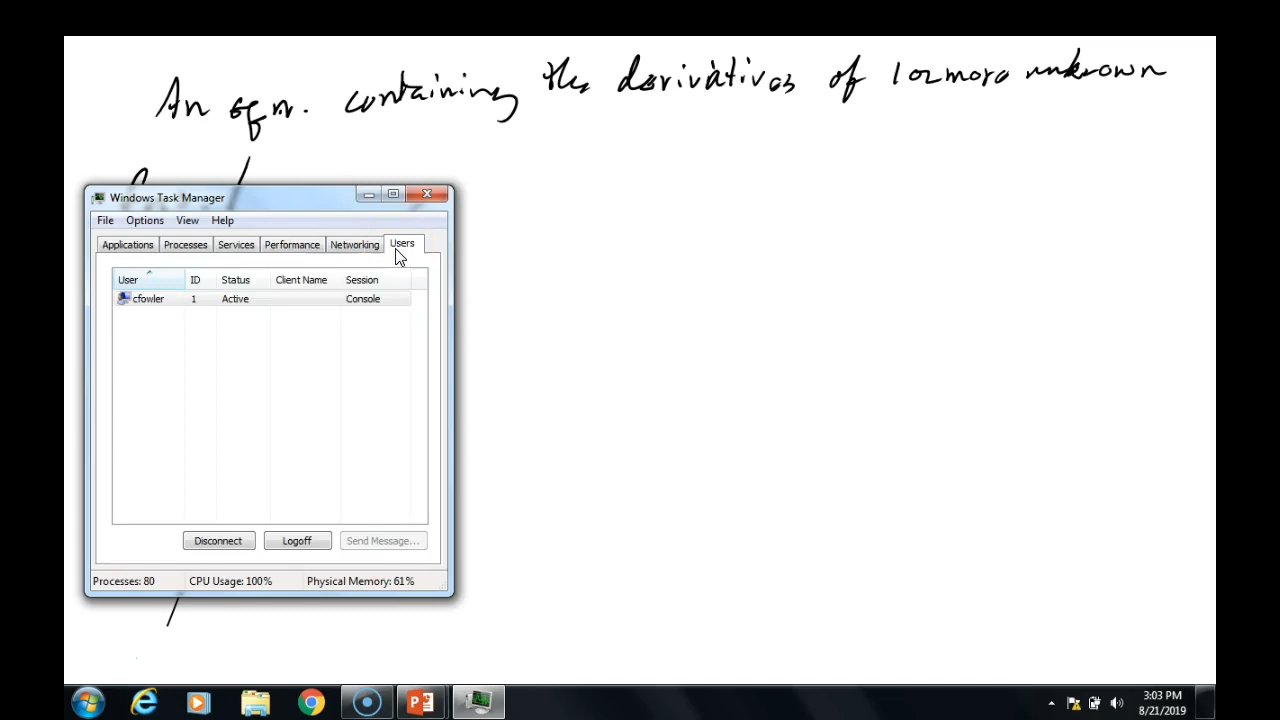 An eqn. containing the derivatives of 1 or more unknown
Windows Task Manager
File Options View Help
Applications Processes Services Performance Networking Users
User ID Status Client Name Session
cfowler 1 Active Console
Disconnect Logoff Send Message...
Processes: 80 CPU Usage: 100% Physical Memory: 61%
3:03 PM
8/21/2019